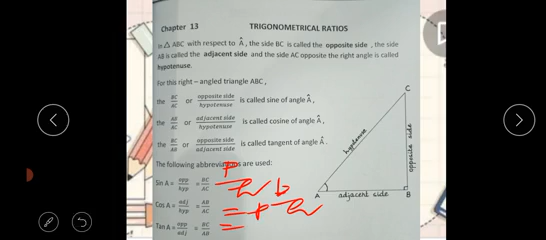 Chapter 13
TRIGONOMETRICAL RATIOS
In △ ABC with respect to Â, the side BC is called the opposite side, the side
AB is called the adjacent side and the side AC opposite the right angle is called
hypotenuse.
For this right – angled triangle ABC,
the BC/AC or opposite side/hypotenuse is called sine of angle Â,
the AB/AC or adjacent side/hypotenuse is called cosine of angle Â,
the BC/AB or opposite side/adjacent side is called tangent of angle Â.
The following abbreviations are used:
Sin A = opp/hyp = BC/AC
Cos A = adj/hyp = AB/AC
Tan A = opp/adj = BC/AB
C
hypotenuse
opposite side
A
adjacent side
B